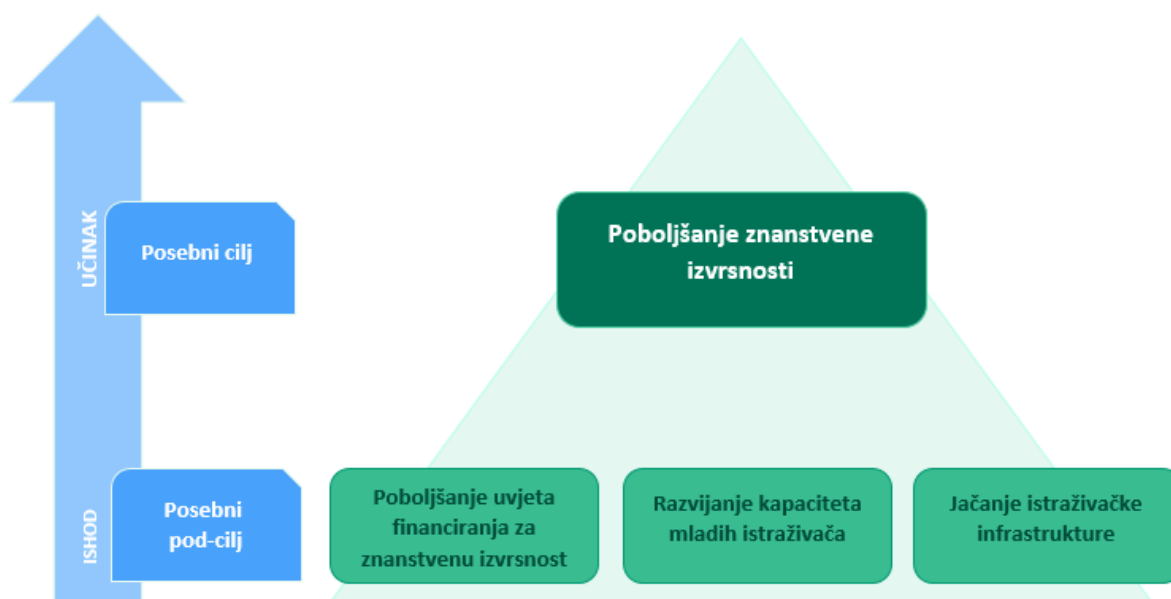 UČINAK
Posebni cilj
Poboljšanje znanstvene
izvrsnosti
ISHOD
Posebni
pod-cilj
Poboljšanje uvjeta
financiranja za
znanstvenu izvrsnost
Razvijanje kapaciteta
mladih istraživača
Jačanje istraživačke
infrastrukture